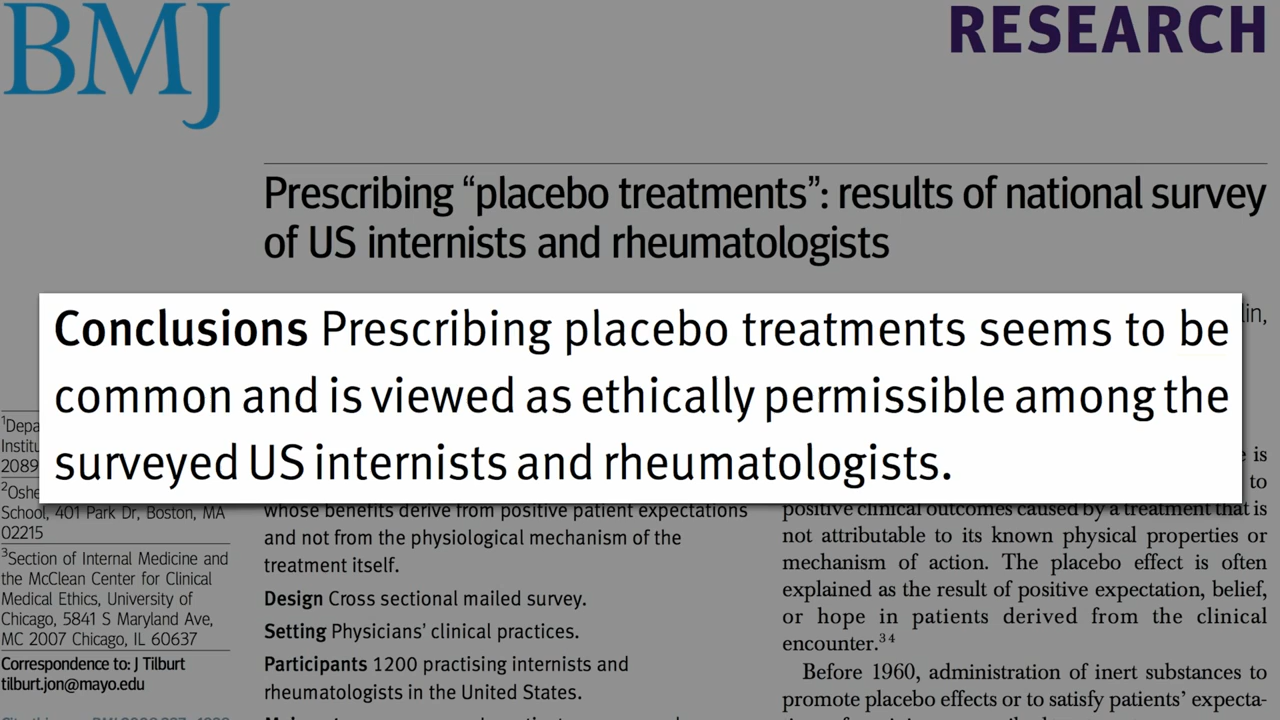 BMJ
RESEARCH
Prescribing “placebo treatments”: results of national survey
of US internists and rheumatologists
lin,
Conclusions Prescribing placebo treatments seems to be
common and is viewed as ethically permissible among the
surveyed US internists and rheumatologists.
¹Depa
Institu
2089
²Oshe
School, 401 Park Dr, Boston, MA
02215
³Section of Internal Medicine and
the McClean Center for Clinical
Medical Ethics, University of
Chicago, 5841 S Maryland Ave,
MC 2007 Chicago, IL 60637
Correspondence to: J Tilburt
tilburt.jon@mayo.edu
whose benefits derive from positive patient expectations
and not from the physiological mechanism of the
treatment itself.
Design Cross sectional mailed survey.
Setting Physicians’ clinical practices.
Participants 1200 practising internists and
rheumatologists in the United States.
e is
to
positive clinical outcomes caused by a treatment that is
not attributable to its known physical properties or
mechanism of action. The placebo effect is often
explained as the result of positive expectation, belief,
or hope in patients derived from the clinical
encounter.³ ⁴
Before 1960, administration of inert substances to
promote placebo effects or to satisfy patients’ expecta-